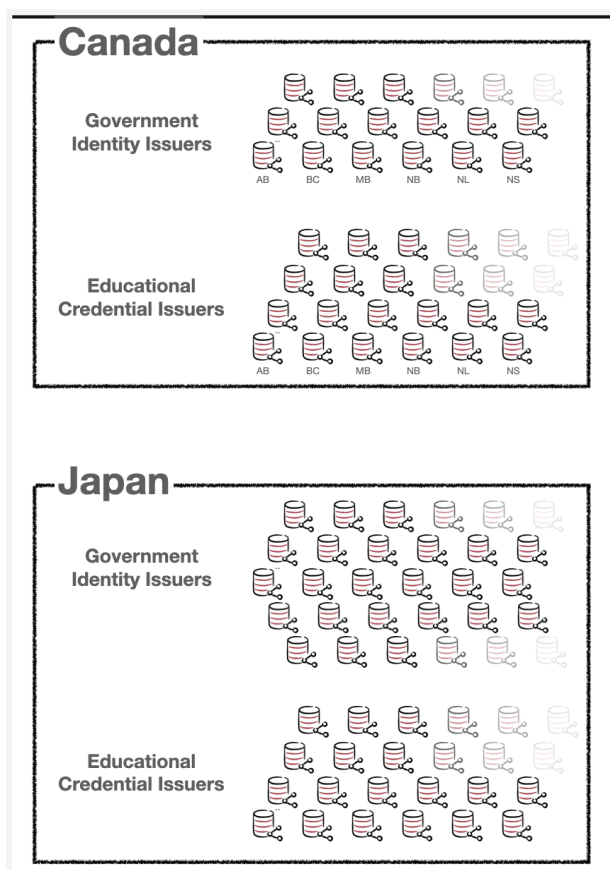 Canada
Government
Identity Issuers
AB BC MB NB NL NS
Educational
Credential Issuers
AB BC MB NB NL NS
Japan
Government
Identity Issuers
Educational
Credential Issuers